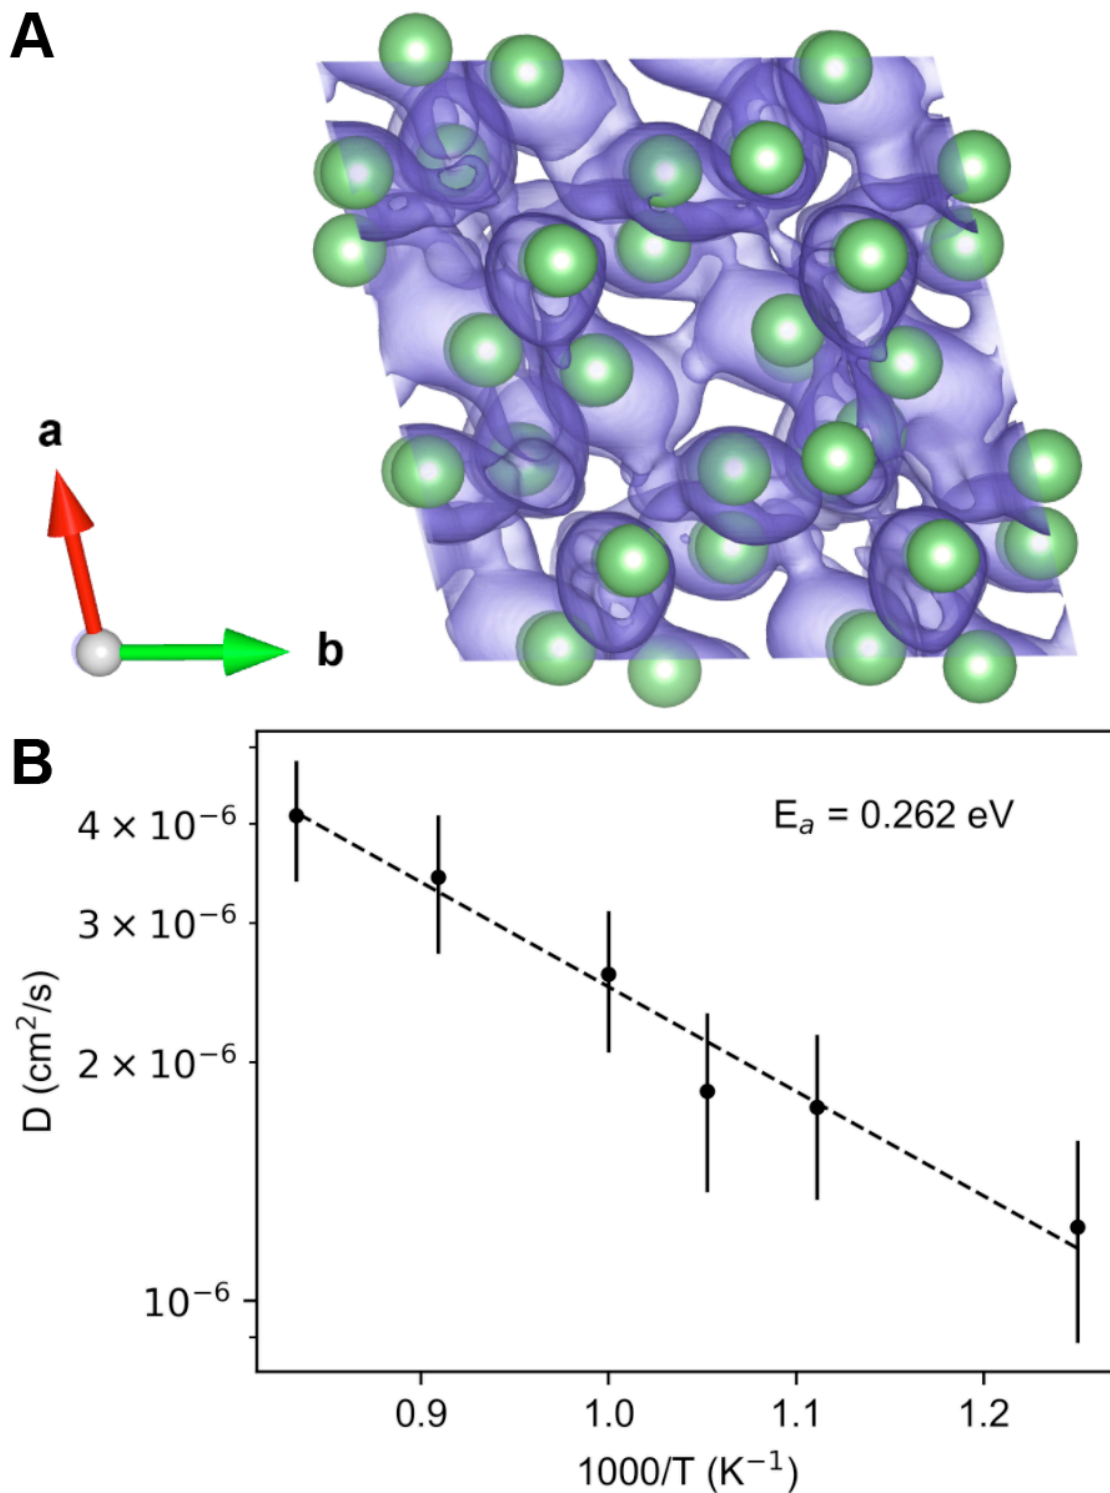 A
a
b
B
Eₐ = 0.262 eV
4 × 10⁻⁶
3 × 10⁻⁶
2 × 10⁻⁶
10⁻⁶
D (cm²/s)
0.9 1.0 1.1 1.2
1000/T (K⁻¹)